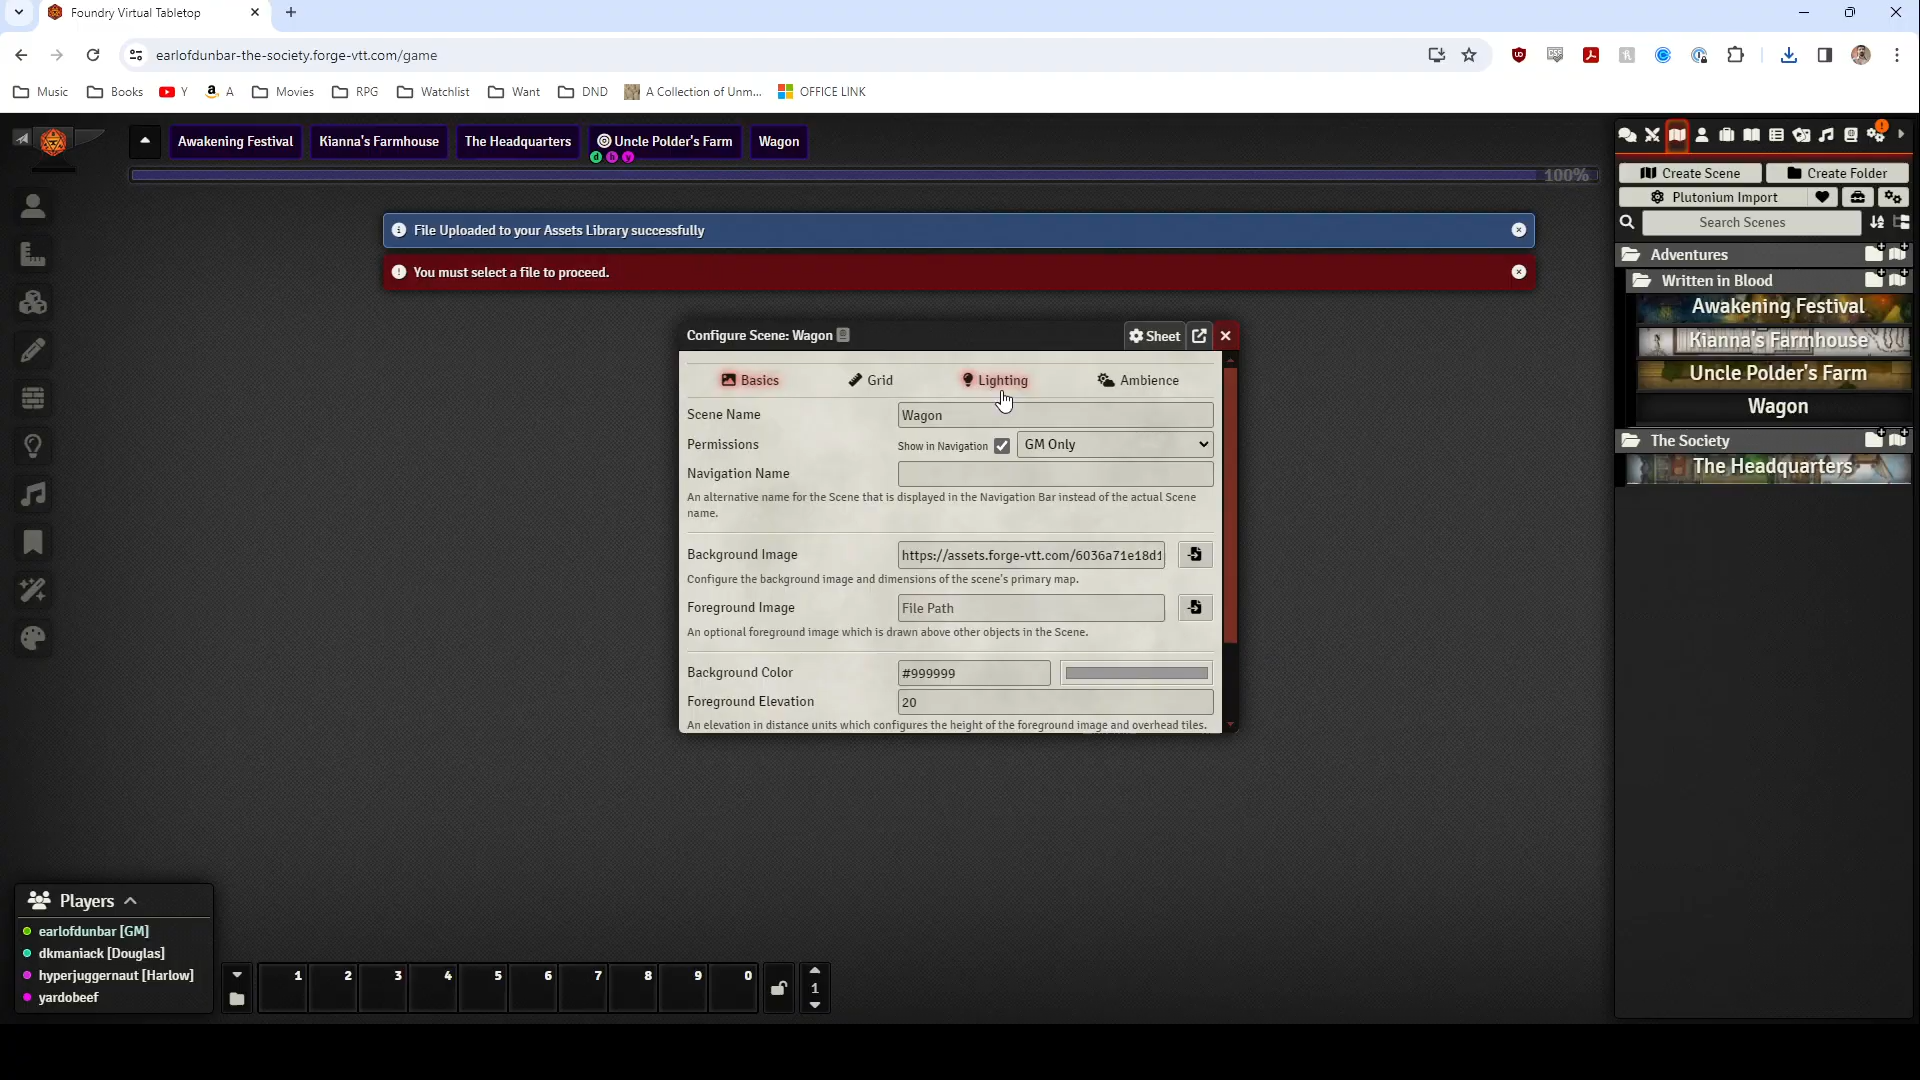 Foundry Virtual Tabletop
earlofdunbar-the-society.forge-vtt.com/game
Music Books Y A Movies RPG Watchlist Want DND A Collection of Unm... OFFICE LINK
Awakening Festival Kianna's Farmhouse The Headquarters Uncle Polder's Farm Wagon
d h y
100%
File Uploaded to your Assets Library successfully
You must select a file to proceed.
Configure Scene: Wagon Sheet
Basics Grid Lighting Ambience
Scene Name Wagon
Permissions Show in Navigation GM Only
Navigation Name
An alternative name for the Scene that is displayed in the Navigation Bar instead of the actual Scene
name.
Background Image https://assets.forge-vtt.com/6036a71e18d1
Configure the background image and dimensions of the scene's primary map.
Foreground Image File Path
An optional foreground image which is drawn above other objects in the Scene.
Background Color #999999
Foreground Elevation 20
An elevation in distance units which configures the height of the foreground image and overhead tiles.
Create Scene Create Folder
Plutonium Import
Search Scenes
Adventures
Written in Blood
Awakening Festival
Kianna's Farmhouse
Uncle Polder's Farm
Wagon
The Society
The Headquarters
Players
earlofdunbar [GM]
dkmaniack [Douglas]
hyperjuggernaut [Harlow]
yardobeef
1 2 3 4 5 6 7 8 9 0
1